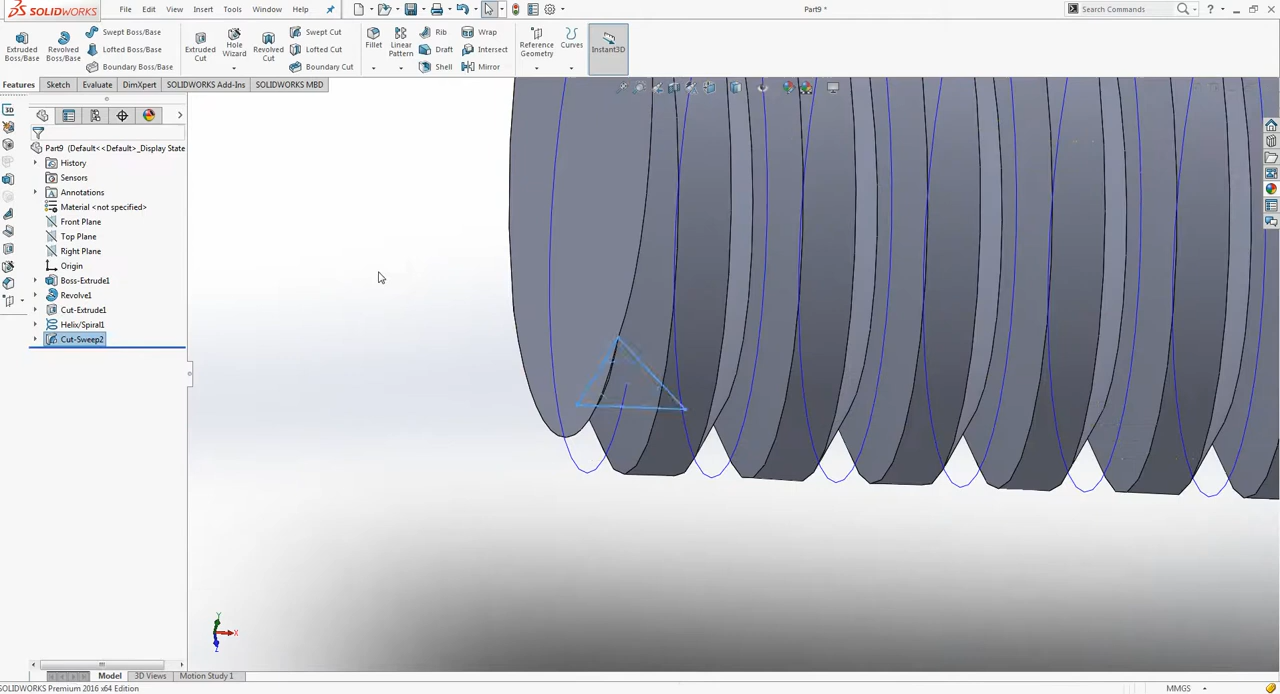 SOLIDWORKS File Edit View Insert Tools Window Help Part9 * Search Commands
Extruded Boss/Base
Revolved Boss/Base
Swept Boss/Base
Lofted Boss/Base
Boundary Boss/Base
Extruded Cut
Hole Wizard
Revolved Cut
Swept Cut
Lofted Cut
Boundary Cut
Fillet
Linear Pattern
Rib
Draft
Shell
Wrap
Intersect
Mirror
Reference Geometry
Curves
Instant3D
Features Sketch Evaluate DimXpert SOLIDWORKS Add-Ins SOLIDWORKS MBD
Part9 (Default<<Default>_Display State
History
Sensors
Annotations
Material <not specified>
Front Plane
Top Plane
Right Plane
Origin
Boss-Extrude1
Revolve1
Cut-Extrude1
Helix/Spiral1
Cut-Sweep2
Y
X
Z
Model 3D Views Motion Study 1
SOLIDWORKS Premium 2016 x64 Edition MMGS